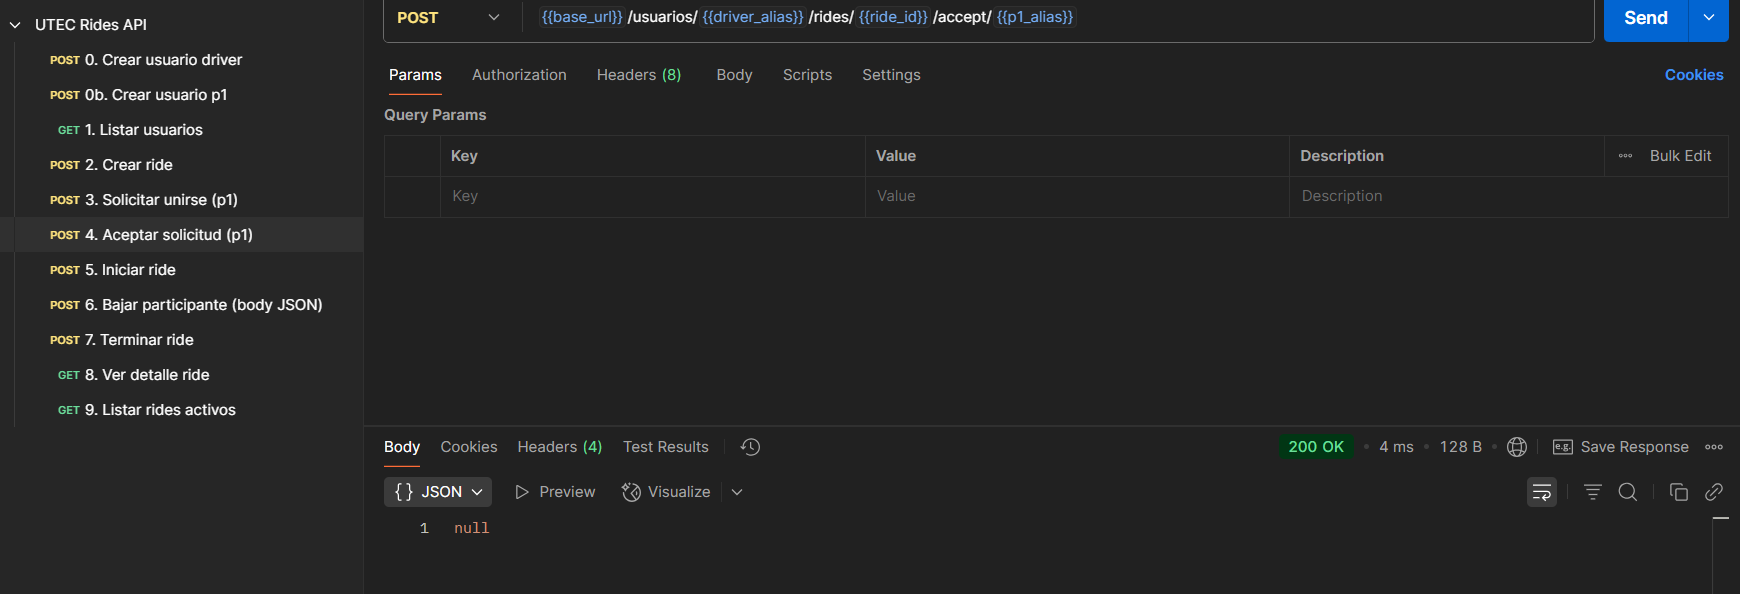 UTEC Rides API
POST 0. Crear usuario driver
POST 0b. Crear usuario p1
GET 1. Listar usuarios
POST 2. Crear ride
POST 3. Solicitar unirse (p1)
POST 4. Aceptar solicitud (p1)
POST 5. Iniciar ride
POST 6. Bajar participante (body JSON)
POST 7. Terminar ride
GET 8. Ver detalle ride
GET 9. Listar rides activos
POST {{base_url}} /usuarios/ {{driver_alias}} /rides/ {{ride_id}} /accept/ {{p1_alias}} Send
Params Authorization Headers (8) Body Scripts Settings Cookies
Query Params
Key Value Description Bulk Edit
Key Value Description
Body Cookies Headers (4) Test Results 200 OK • 4 ms • 128 B • e.g. Save Response
{} JSON Preview Visualize
1 null